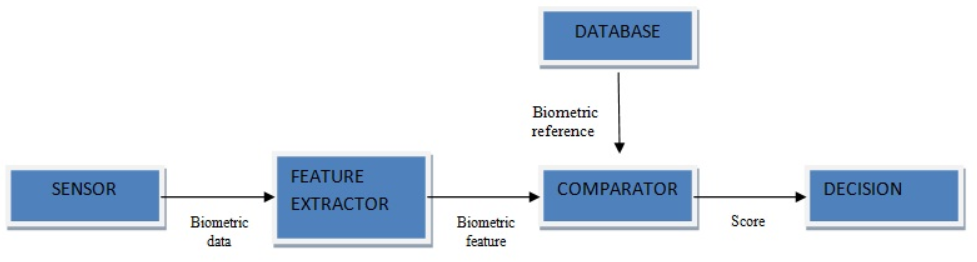 DATABASE
Biometric
reference
SENSOR
FEATURE
EXTRACTOR
COMPARATOR
DECISION
Biometric
data
Biometric
feature
Score